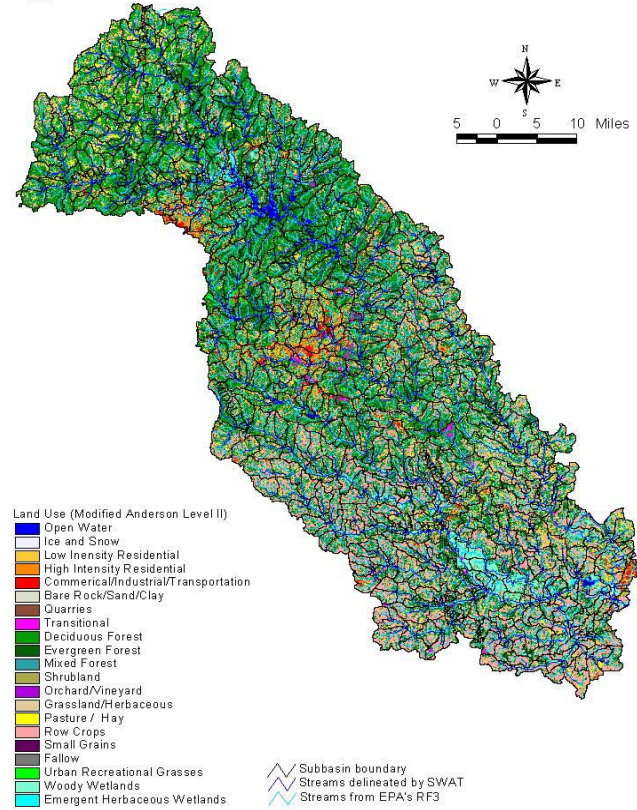 N
W E
S
5 0 5 10 Miles
Land Use (Modified Anderson Level II)
Open Water
Ice and Snow
Low Inensity Residential
High Intensity Residential
Commerical/Industrial/Transportation
Bare Rock/Sand/Clay
Quarries
Transitional
Deciduous Forest
Evergreen Forest
Mixed Forest
Shrubland
Orchard/Vineyard
Grassland/Herbaceous
Pasture / Hay
Row Crops
Small Grains
Fallow
Urban Recreational Grasses
Woody Wetlands
Emergent Herbaceous Wetlands
Subbasin boundary
Streams delineated by SWAT
Streams from EPA's RF3